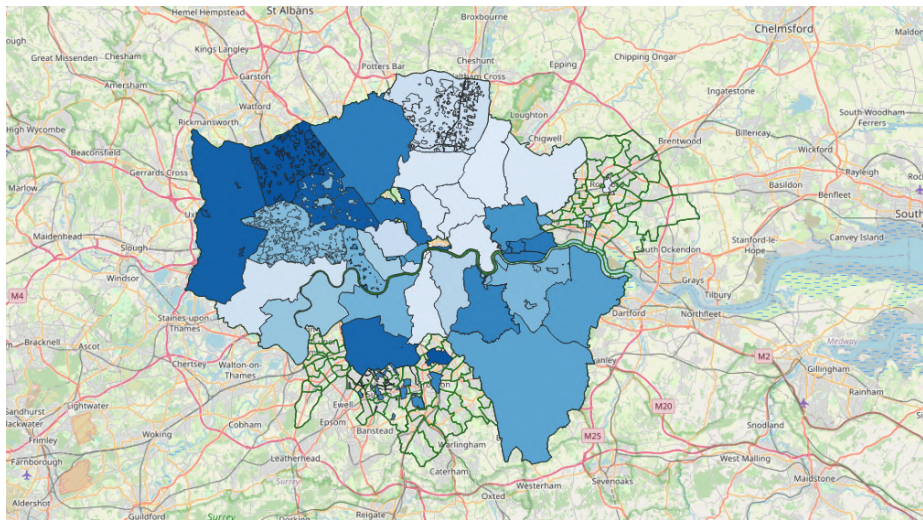 Hemel Hempstead
St Albans
Broxbourne
Chelmsford
Great Missenden
Chesham
Kings Langley
Cheshunt
Epping
Chipping Ongar
Potters Bar
Amersham
Garston
Ingatestone
Watford
Loughton
South Woodham
Ferrers
High Wycombe
Rickmansworth
Chigwell
Brentwood
Billericay
Wickford
Beaconsfield
Gerrards Cross
Rayleigh
Marlow
Basildon
Benfleet
Maidenhead
Slough
South Ockendon
Stanford-le-
Hope
Canvey Island
M4
Windsor
Grays
Tilbury
Staines-upon-
Thames
Dartford
Northfleet
Bracknell
Ascot
Chertsey
Walton-on-
Thames
M2
Medway
Gillingham
Rainham
Lightwater
Ewell
Cobham
Epsom
Banstead
M20
Snodland
Woking
Warlingham
M25
Leatherhead
Caterham
West Malling
Frimley
Farnborough
Surrey
Sevenoaks
Maidstone
Westerham
Oxted
Aldershot
Guildford
Surrey
Dorking
Reigate